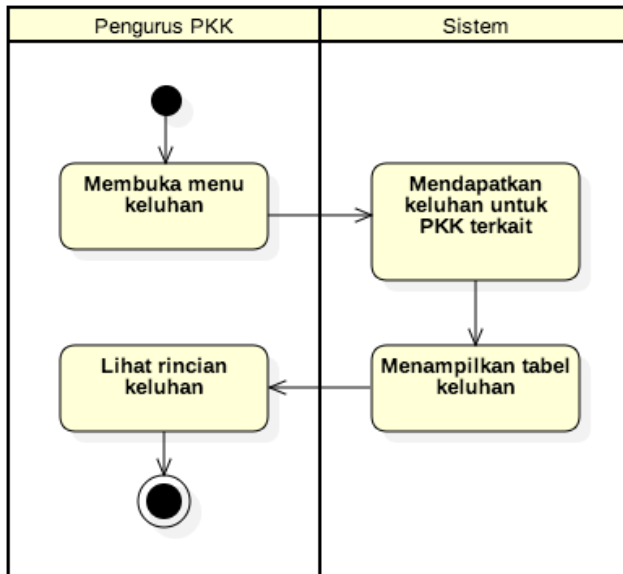 Pengurus PKK
Sistem
Membuka menu
keluhan
Mendapatkan
keluhan untuk
PKK terkait
Lihat rincian
keluhan
Menampilkan tabel
keluhan